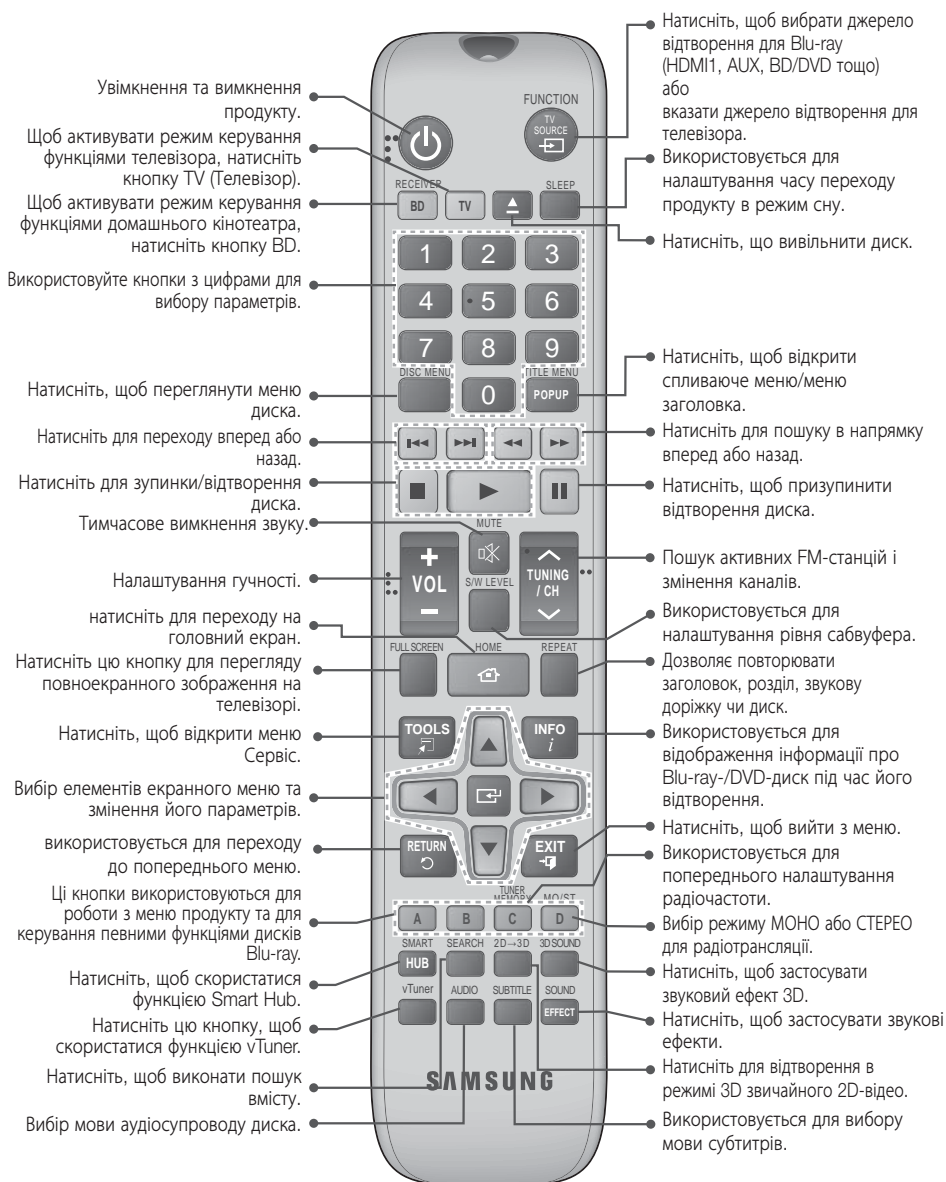 Увімкнення та вимкнення
продукту.
Щоб активувати режим керування
функціями телевізора, натисніть
кнопку TV (Телевізор).
Щоб активувати режим керування
функціями домашнього кінотеатра,
натисніть кнопку BD.
Використовуйте кнопки з цифрами для
вибору параметрів.
Натисніть, щоб переглянути меню
диска.
Натисніть для переходу вперед або
назад.
Натисніть для зупинки/відтворення
диска.
Тимчасове вимкнення звуку.
Налаштування гучності.
натисніть для переходу на
головний екран.
Натисніть цю кнопку для перегляду
повноекранного зображення на
телевізорі.
Натисніть, щоб відкрити меню
Сервіс.
Вибір елементів екранного меню та
змінення його параметрів.
використовується для переходу
до попереднього меню.
Ці кнопки використовуються для
роботи з меню продукту та для
керування певними функціями дисків
Blu-ray.
Натисніть, щоб скористатися
функцією Smart Hub.
Натисніть цю кнопку, щоб
скористатися функцією vTuner.
Натисніть, щоб виконати пошук
вмісту.
Вибір мови аудіосупроводу диска.
FUNCTION
TV
SOURCE
RECEIVER
SLEEP
BD TV
1 2 3
4 5 6
7 8 9
DISC MENU
TITLE MENU
0
POPUP
MUTE
VOL
S/W LEVEL
TUNING
/ CH
FULL SCREEN
HOME
REPEAT
TOOLS
INFO
i
RETURN
EXIT
TUNER
MEMORY
MO/ST
A B C D
SMART
SEARCH
2D→3D
3D SOUND
HUB
vTuner
AUDIO
SUBTITLE
SOUND
EFFECT
SAMSUNG
Натисніть, щоб вибрати джерело
відтворення для Blu-ray
(HDMI1, AUX, BD/DVD тощо)
або
вказати джерело відтворення для
телевізора.
Використовується для
налаштування часу переходу
продукту в режим сну.
Натисніть, що вивільнити диск.
Натисніть, щоб відкрити
спливаюче меню/меню
заголовка.
Натисніть для пошуку в напрямку
вперед або назад.
Натисніть, щоб призупинити
відтворення диска.
Пошук активних FM-станцій і
змінення каналів.
Використовується для
налаштування рівня сабвуфера.
Дозволяє повторювати
заголовок, розділ, звукову
доріжку чи диск.
Використовується для
відображення інформації про
Blu-ray-/DVD-диск під час його
відтворення.
Натисніть, щоб вийти з меню.
Використовується для
попереднього налаштування
радіочастоти.
Вибір режиму МОНО або СТЕРЕО
для радіотрансляції.
Натисніть, щоб застосувати
звуковий ефект 3D.
Натисніть, щоб застосувати звукові
ефекти.
Натисніть для відтворення в
режимі 3D звичайного 2D-відео.
Використовується для вибору
мови субтитрів.